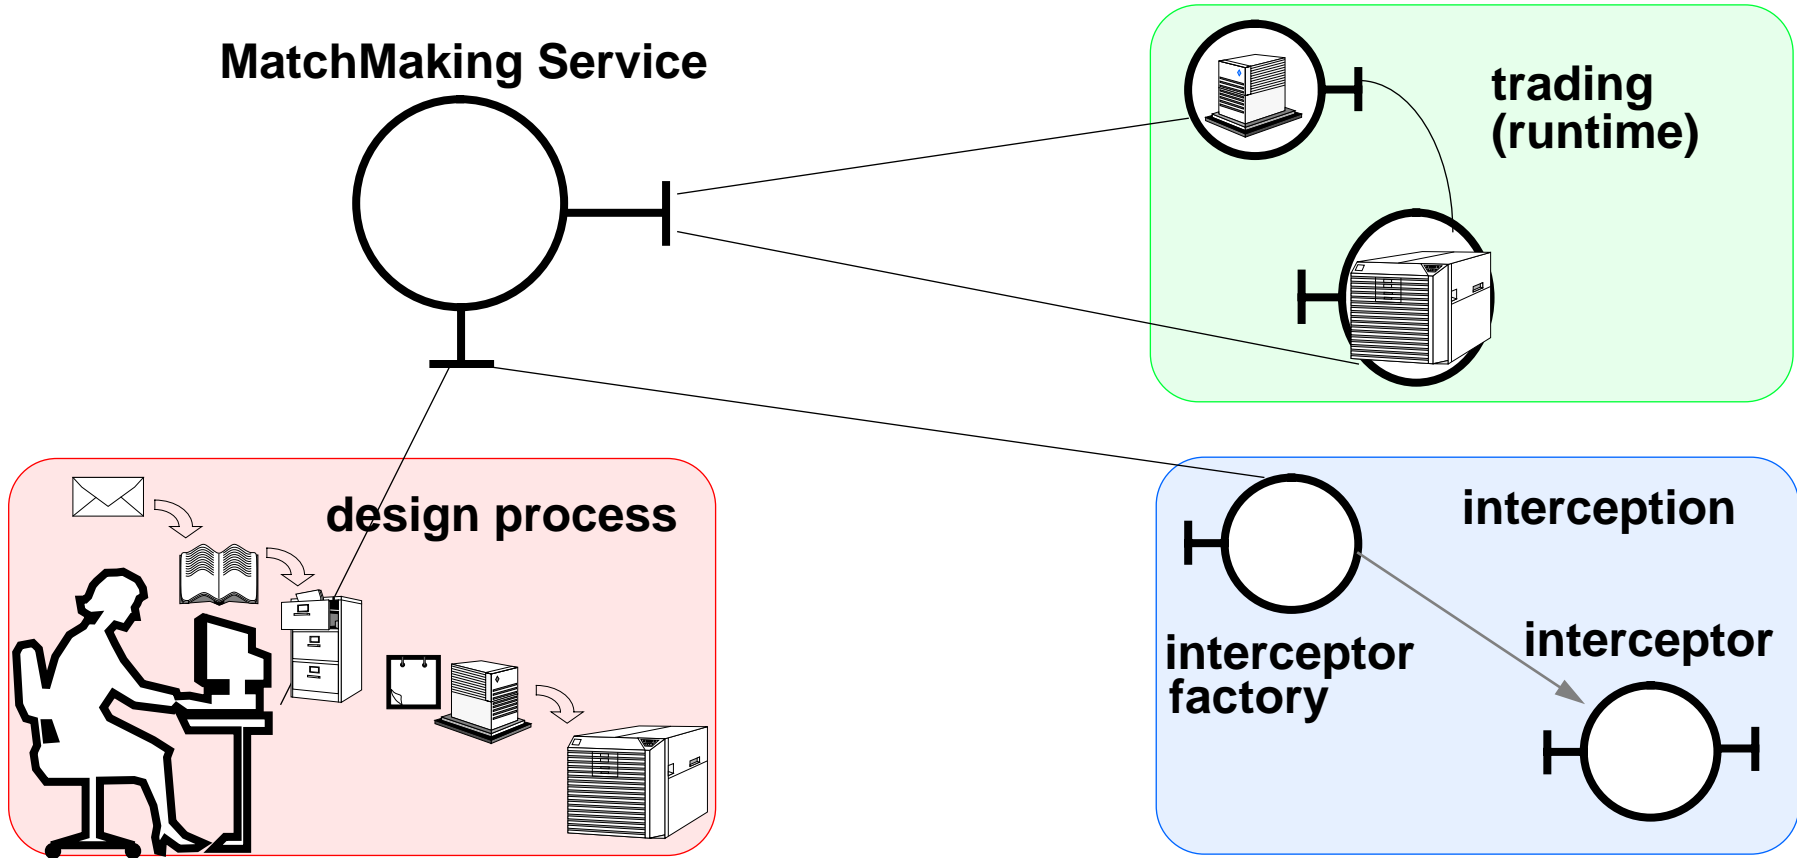 MatchMaking Service
trading
(runtime)
design process
interception
interceptor
factory
interceptor